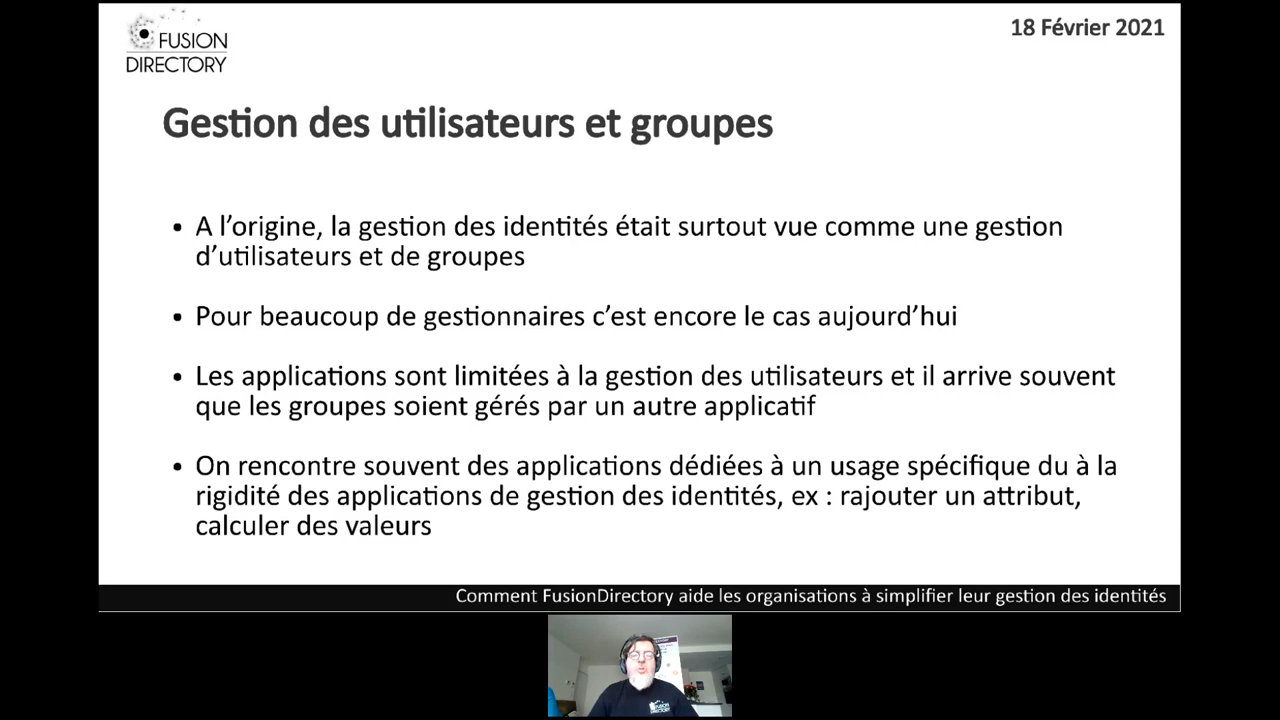 FUSION
DIRECTORY
18 Février 2021
Gestion des utilisateurs et groupes
• A l’origine, la gestion des identités était surtout vue comme une gestion
d’utilisateurs et de groupes
• Pour beaucoup de gestionnaires c’est encore le cas aujourd’hui
• Les applications sont limitées à la gestion des utilisateurs et il arrive souvent
que les groupes soient gérés par un autre applicatif
• On rencontre souvent des applications dédiées à un usage spécifique du à la
rigidité des applications de gestion des identités, ex : rajouter un attribut,
calculer des valeurs
Comment FusionDirectory aide les organisations à simplifier leur gestion des identités
FUSION
DIRECTORY